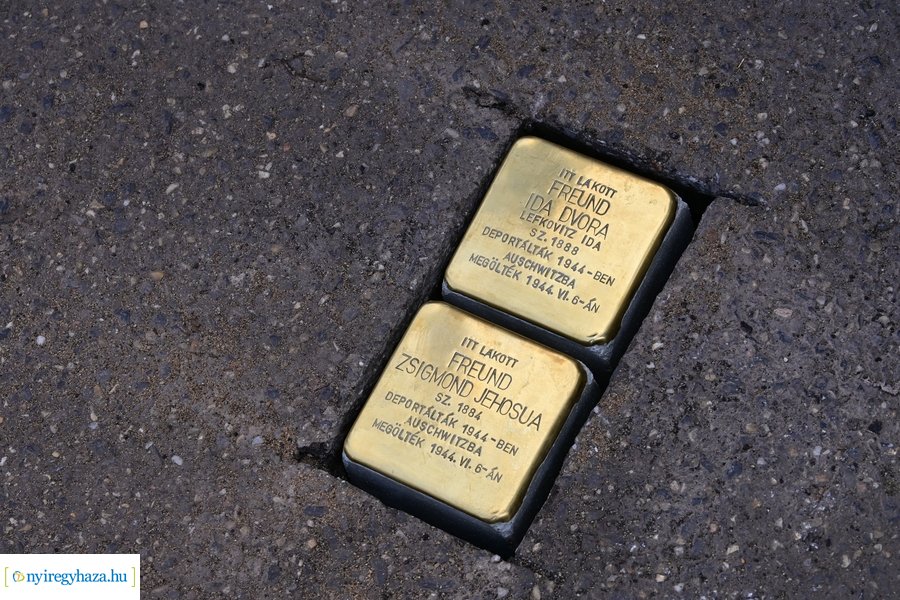 ITT LAKOTT
FREUND
IDA DVORA
LEFKOVITZ IDA
SZ. 1888
DEPORTÁLTÁK 1944-BEN
AUSCHWITZBA
MEGÖLTÉK 1944. VI. 6-ÁN
ITT LAKOTT
FREUND
ZSIGMOND JEHOSUA
SZ. 1884
DEPORTÁLTÁK 1944-BEN
AUSCHWITZBA
MEGÖLTÉK 1944. VI. 6-ÁN
nyiregyhaza.hu